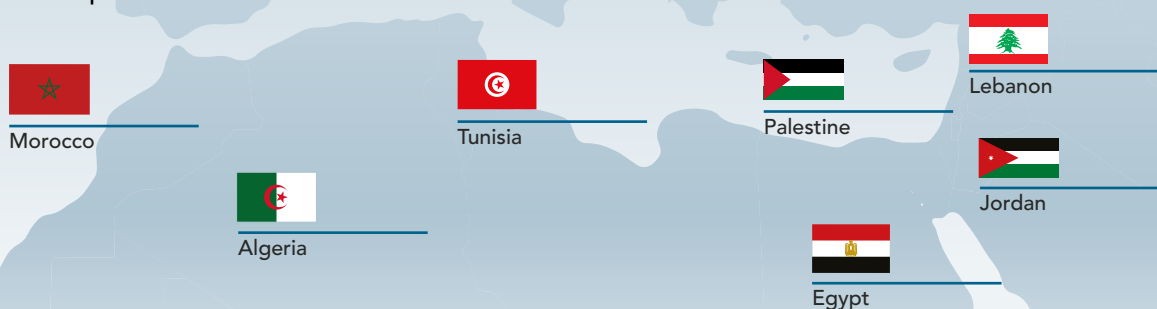 Lebanon
Morocco
Tunisia
Palestine
Jordan
Algeria
Egypt